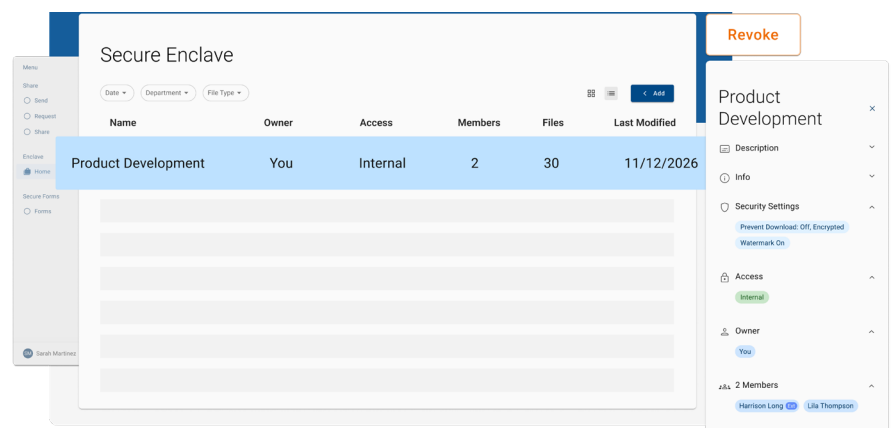 Menu
Share
Send
Request
Share
Enclave
Home
Secure Forms
Forms
Sarah Martinez
Secure Enclave
Date
Department
File Type
Add
Name Owner Access Members Files Last Modified
Product Development You Internal 2 30 11/12/2026
Revoke
Product
Development
Description
Info
Security Settings
Prevent Download: Off, Encrypted
Watermark On
Access
Internal
Owner
You
2 Members
Harrison Long Ext Lila Thompson